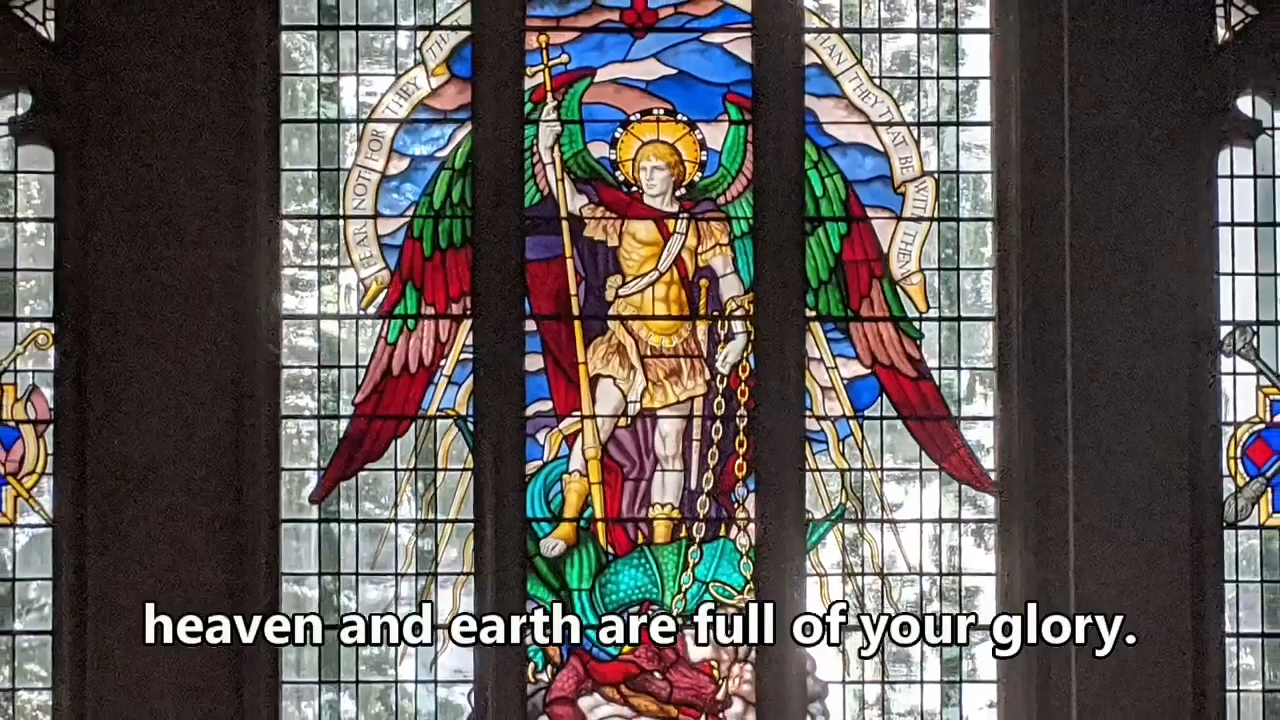 FEAR NOT FOR THEY THAT
THAN THEY THAT BE WITH THEM
heaven and earth are full of your glory.